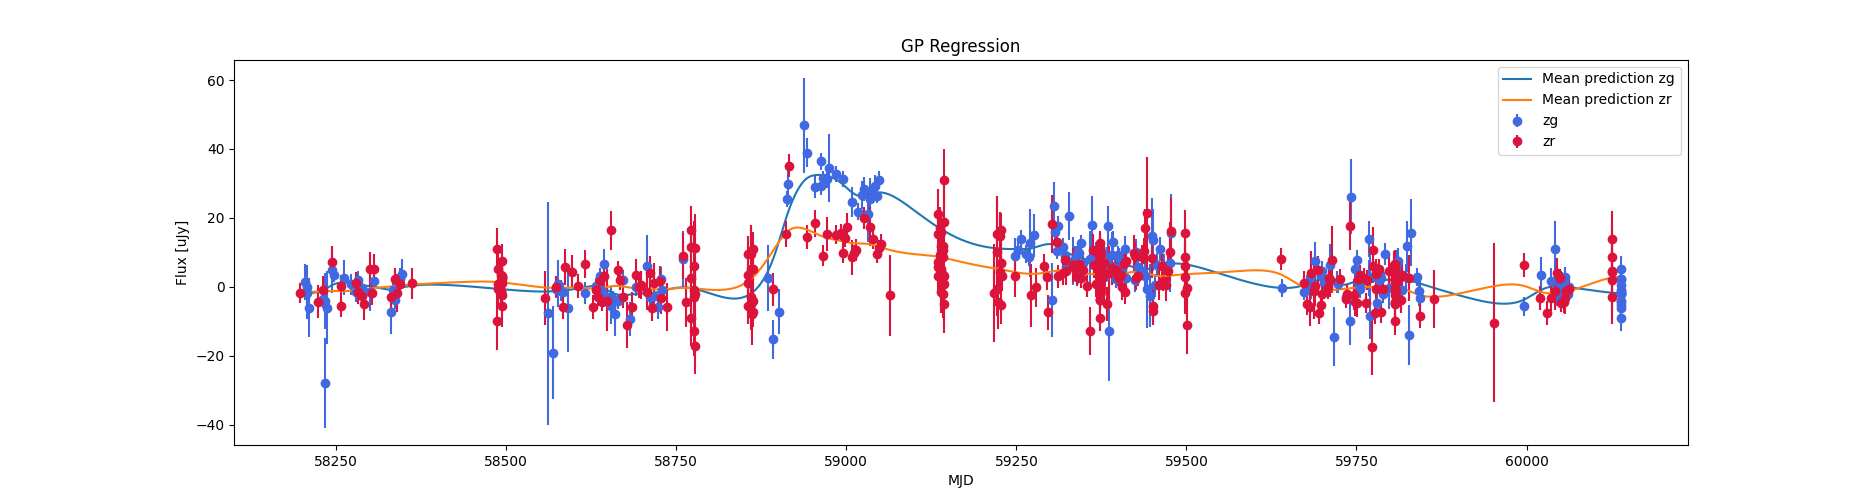 GP Regression
Mean prediction zg
Mean prediction zr
zg
zr
Flux [uJy]
60
40
20
0
−20
−40
58250 58500 58750 59000 59250 59500 59750 60000
MJD